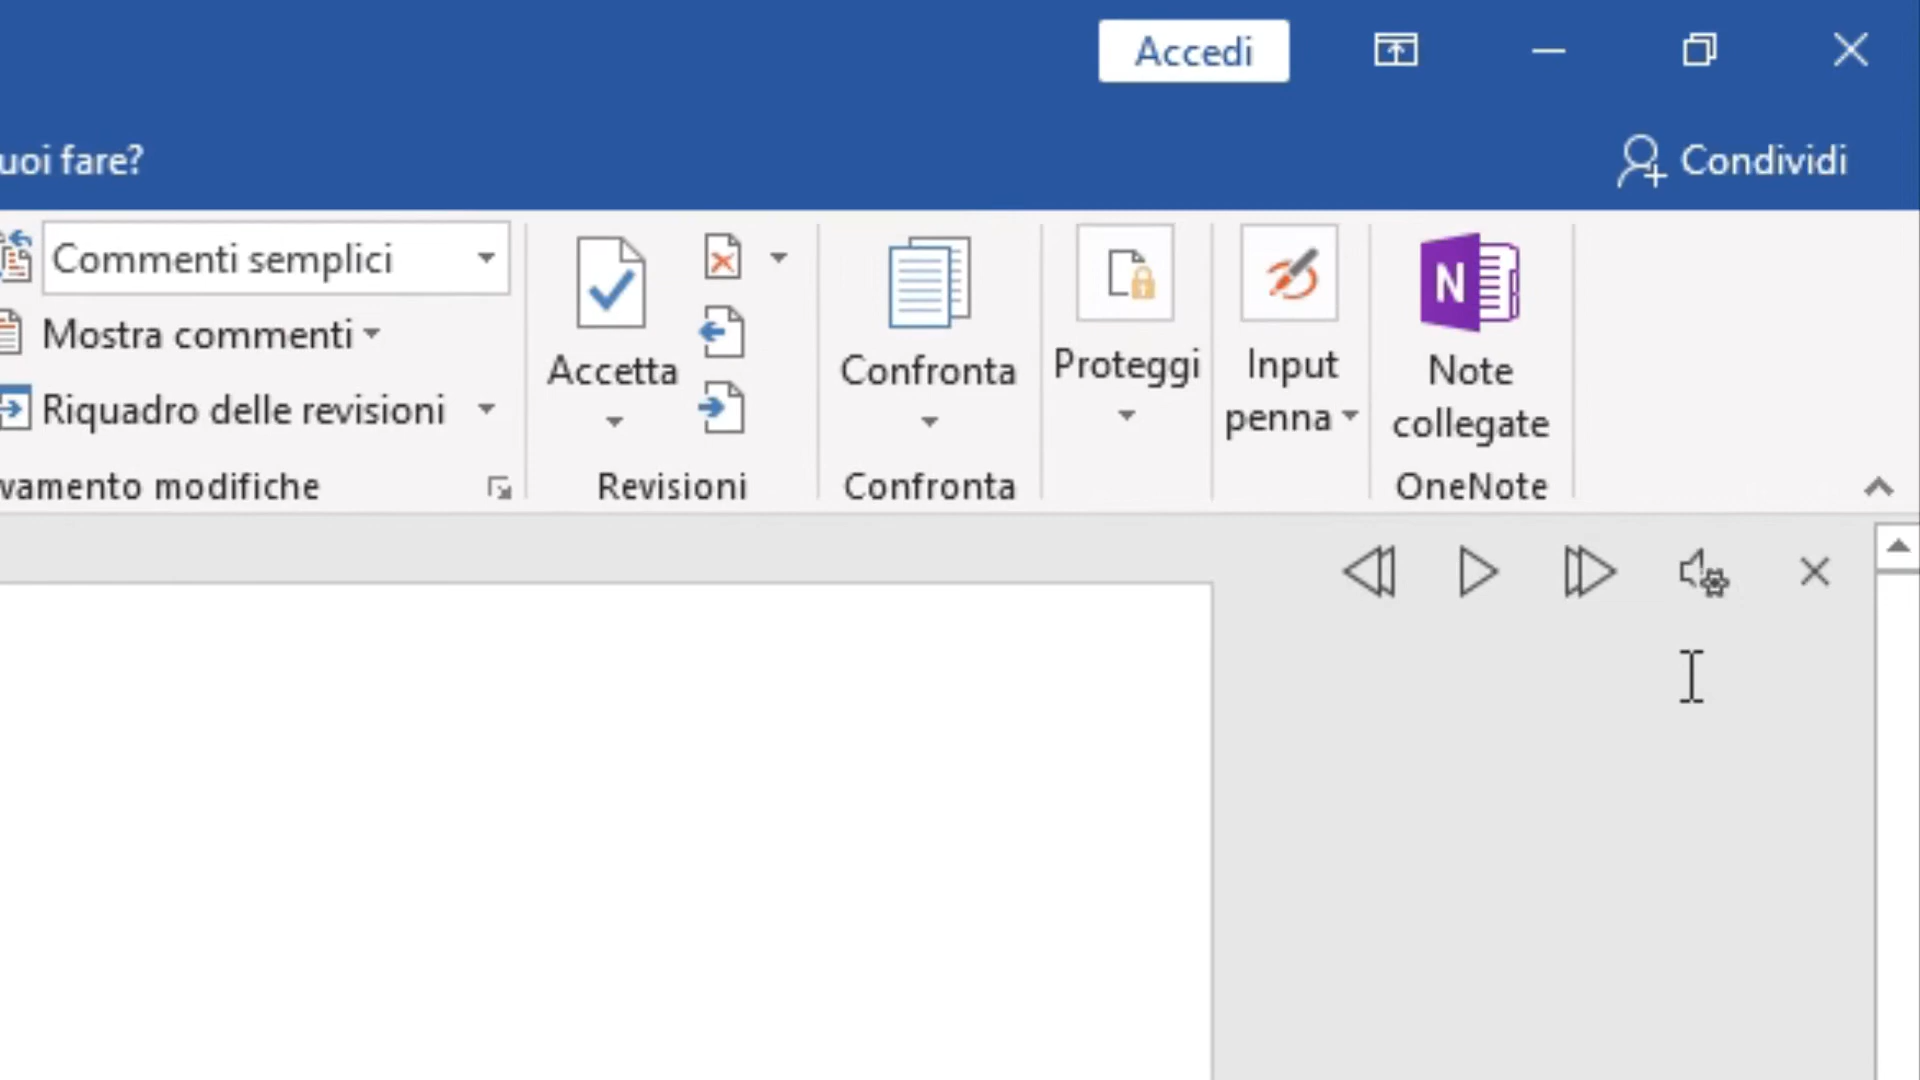 Accedi
uoi fare?
Condividi
Commenti semplici
Mostra commenti
Riquadro delle revisioni
vamento modifiche
Accetta
Revisioni
Confronta
Confronta
Proteggi
Input
penna
N
Note
collegate
OneNote